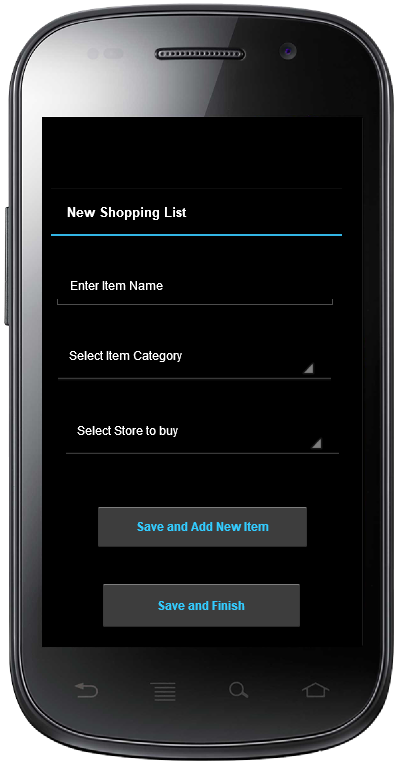 New Shopping List
Enter Item Name
Select Item Category
Select Store to buy
Save and Add New Item
Save and Finish